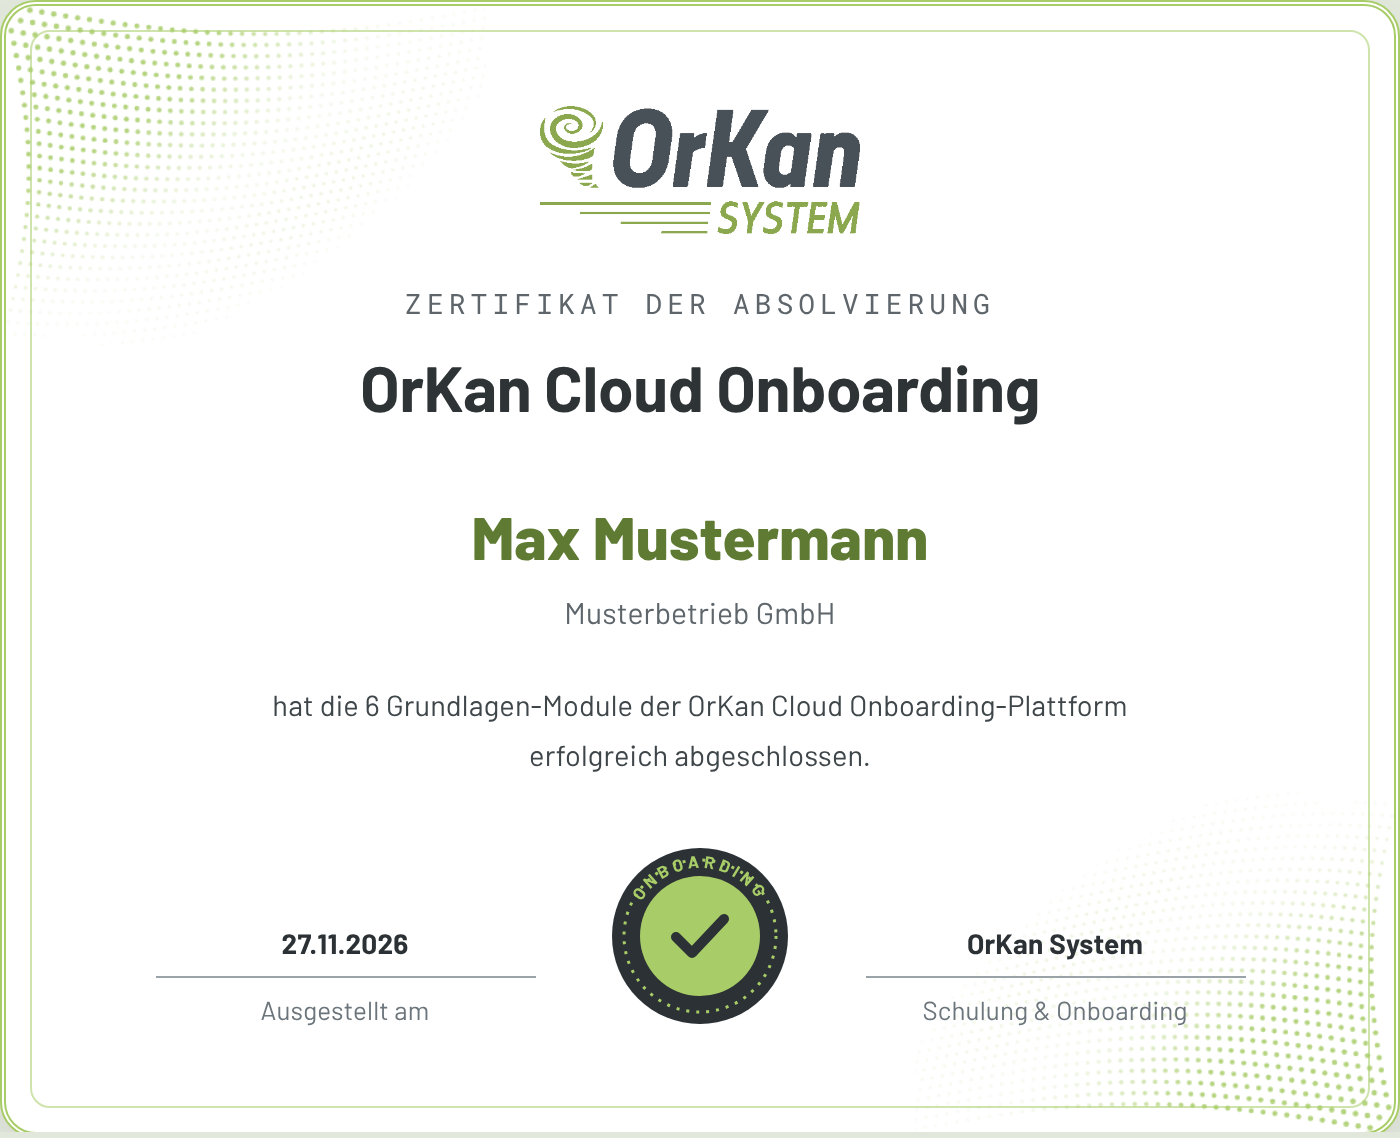 OrKan
SYSTEM
ZERTIFIKAT DER ABSOLVIERUNG
OrKan Cloud Onboarding
Max Mustermann
Musterbetrieb GmbH
hat die 6 Grundlagen-Module der OrKan Cloud Onboarding-Plattform
erfolgreich abgeschlossen.
ONBOARDING
27.11.2026
Ausgestellt am
OrKan System
Schulung & Onboarding